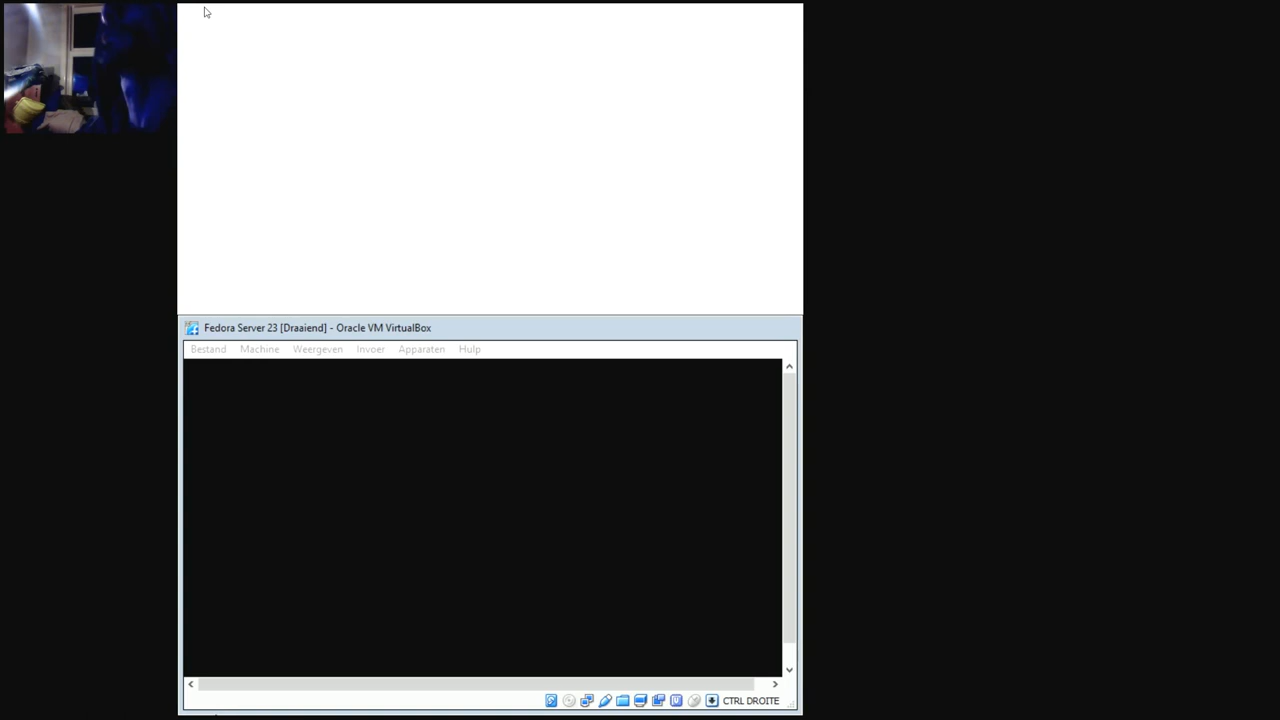 Fedora Server 23 [Draaiend] - Oracle VM VirtualBox
Bestand Machine Weergeven Invoer Apparaten Hulp
CTRL DROITE